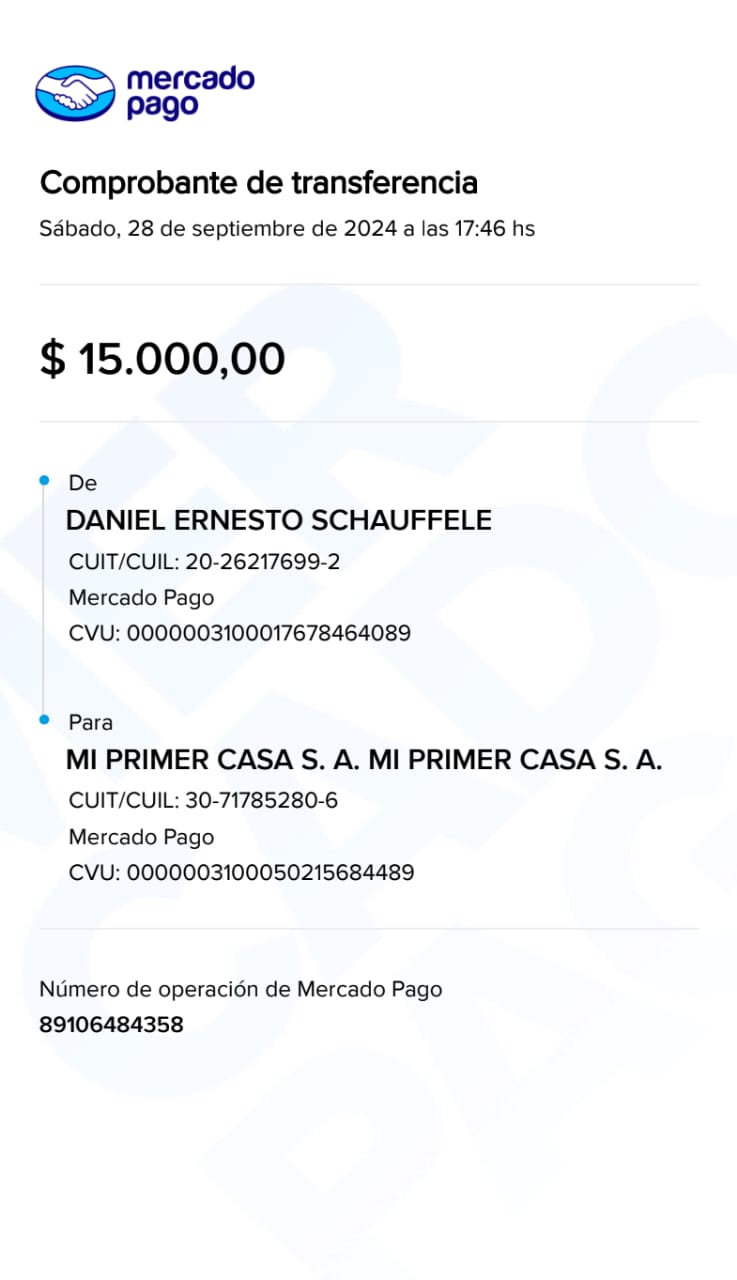 mercado
pago
Comprobante de transferencia
Sábado, 28 de septiembre de 2024 a las 17:46 hs
$ 15.000,00
De
DANIEL ERNESTO SCHAUFFELE
CUIT/CUIL: 20-26217699-2
Mercado Pago
CVU: 0000003100017678464089
Para
MI PRIMER CASA S. A. MI PRIMER CASA S. A.
CUIT/CUIL: 30-71785280-6
Mercado Pago
CVU: 0000003100050215684489
Número de operación de Mercado Pago
89106484358